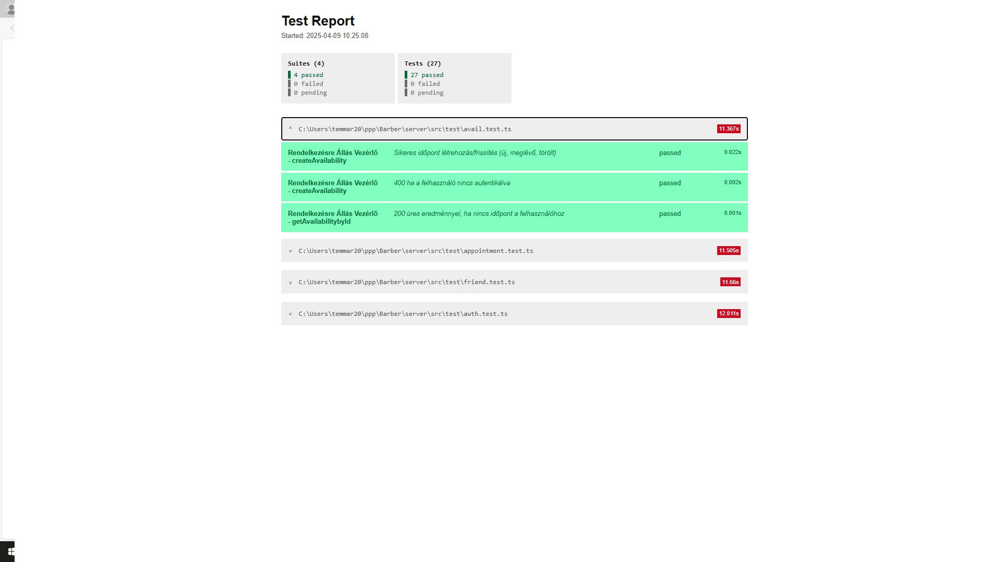 Test Report
Started: 2025-04-09 10:25:08
Suites (4)
4 passed
0 failed
0 pending
Tests (27)
27 passed
0 failed
0 pending
^ C:\Users\temmar20\ppp\Barber\server\src\test\avail.test.ts 11.367s
Rendelkezésre Állás Vezérlő Sikeres időpont létrehozás/frissítés (új, meglévő, törölt) passed 0.022s
- createAvailability
Rendelkezésre Állás Vezérlő 400 ha a felhasználó nincs autentikálva passed 0.002s
- createAvailability
Rendelkezésre Állás Vezérlő 200 üres eredménnyel, ha nincs időpont a felhasználóhoz passed 0.001s
- getAvailabilitybyId
v C:\Users\temmar20\ppp\Barber\server\src\test\appointment.test.ts 11.505s
v C:\Users\temmar20\ppp\Barber\server\src\test\friend.test.ts 11.66s
v C:\Users\temmar20\ppp\Barber\server\src\test\auth.test.ts 12.011s